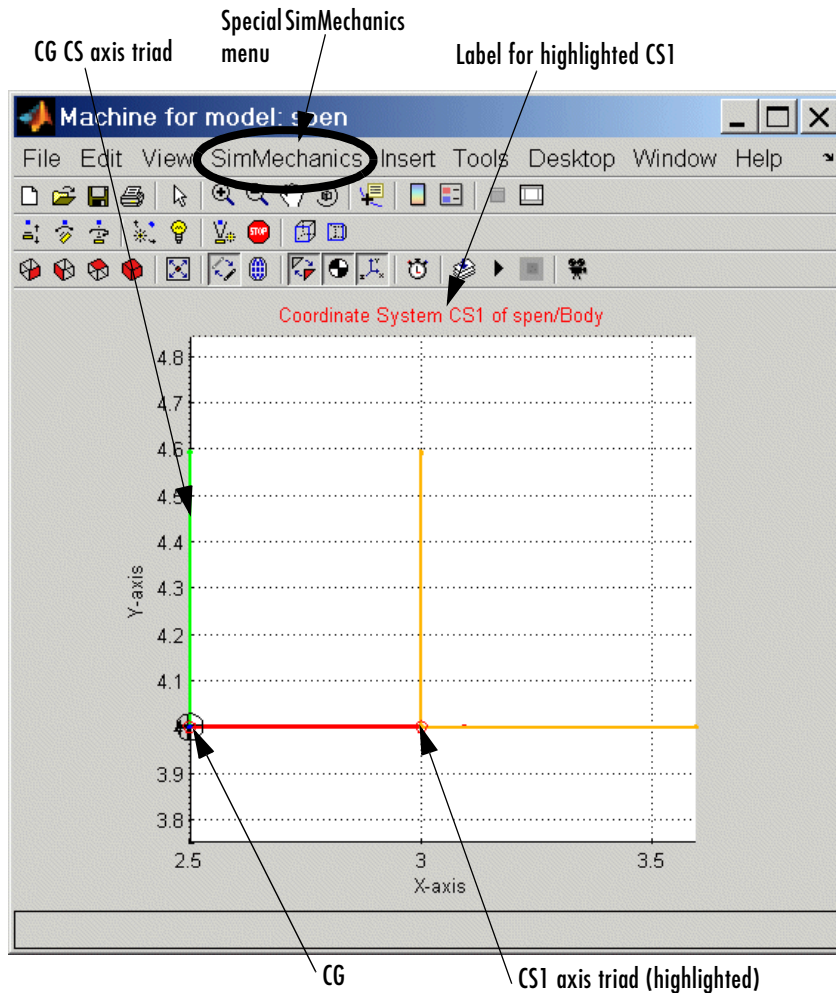 Special SimMechanics
menu
CG CS axis triad
Label for highlighted CS1
Machine for model: spen
File Edit View SimMechanics Insert Tools Desktop Window Help
STOP
Coordinate System CS1 of spen/Body
4.8
4.7
4.6
4.5
4.4
4.3
4.2
4.1
4
3.9
3.8
Y-axis
2.5 3 3.5
X-axis
CG
CS1 axis triad (highlighted)